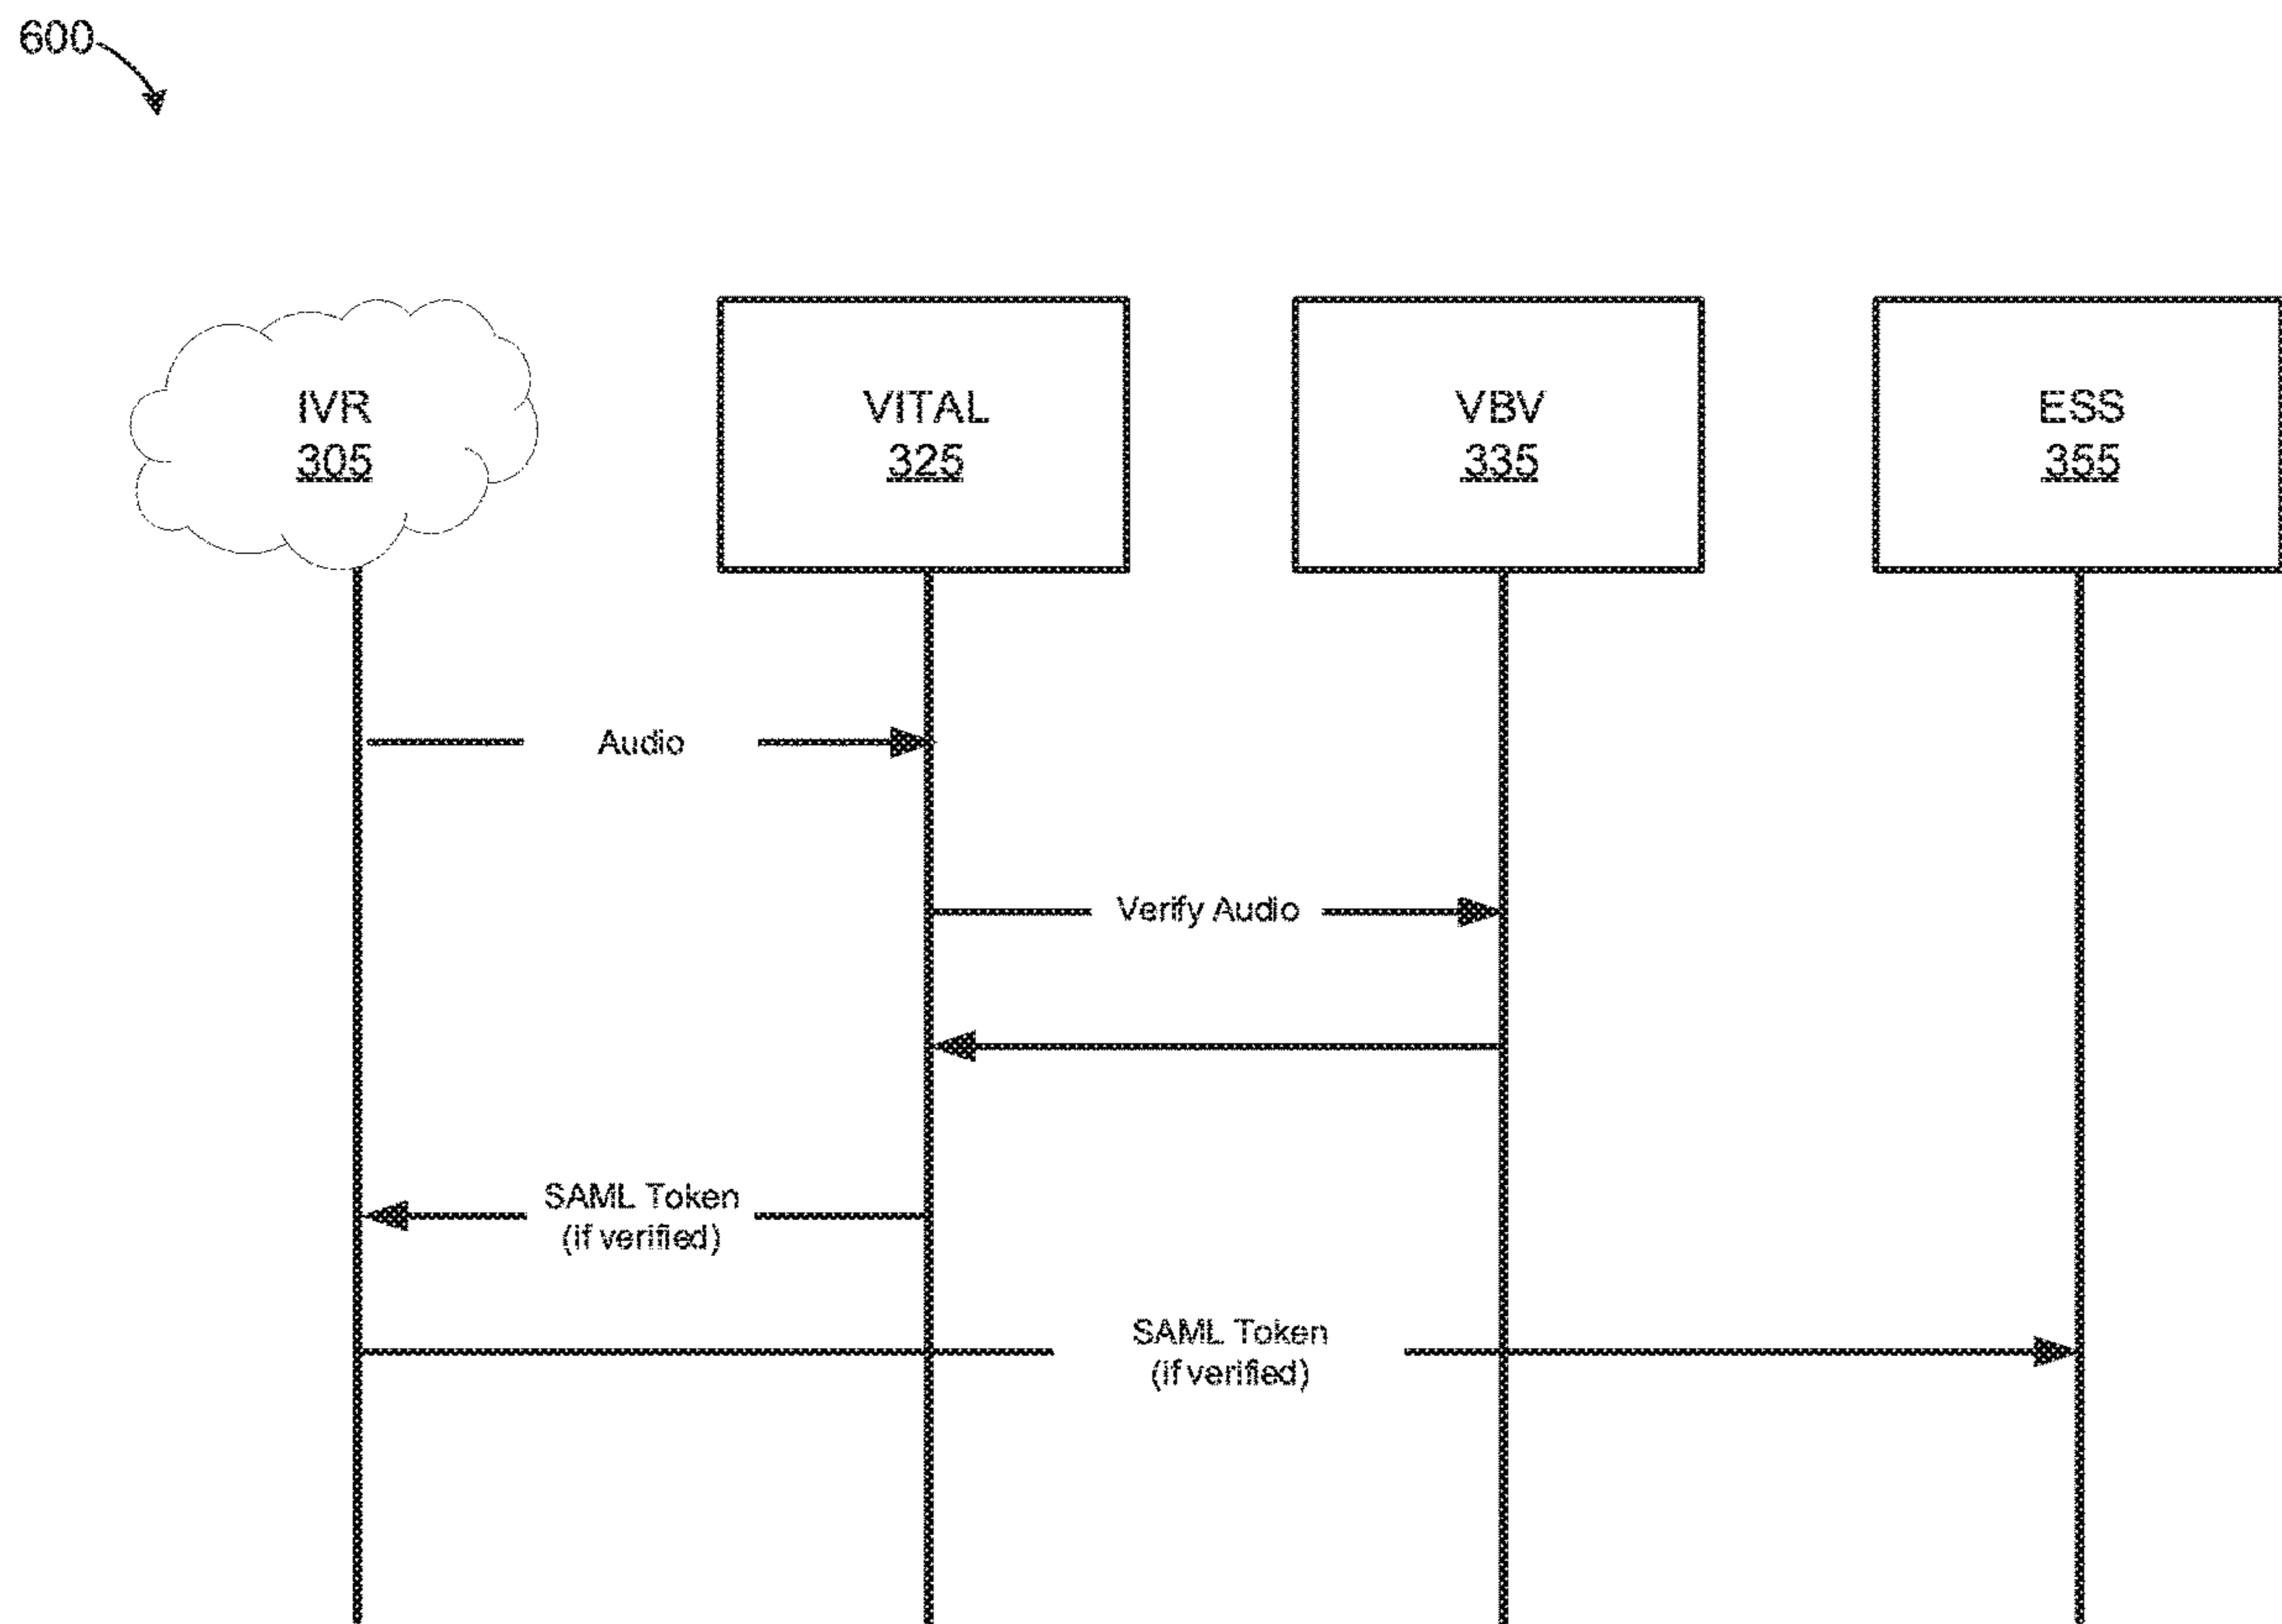 600
IVR
305
VITAL
325
VBV
335
ESS
355
Audio
Verify Audio
SAML Token
(if verified)
SAML Token
(if verified)